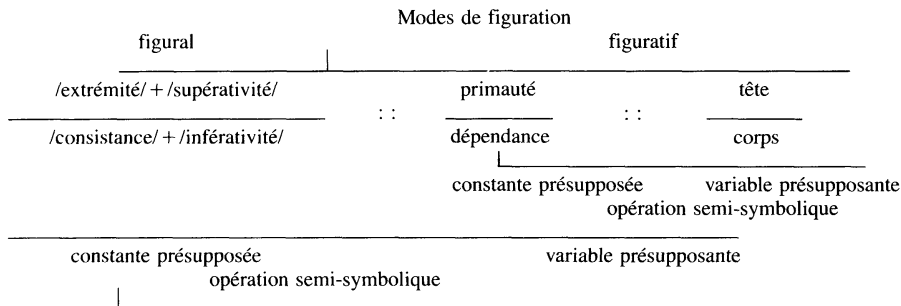 Modes de figuration
figural figuratif
/extrémité/ + /supérativité/ primauté tête
: : : :
/consistance/ + /inférativité/ dépendance corps
constante présupposée variable présupposante
opération semi-symbolique
constante présupposée variable présupposante
opération semi-symbolique